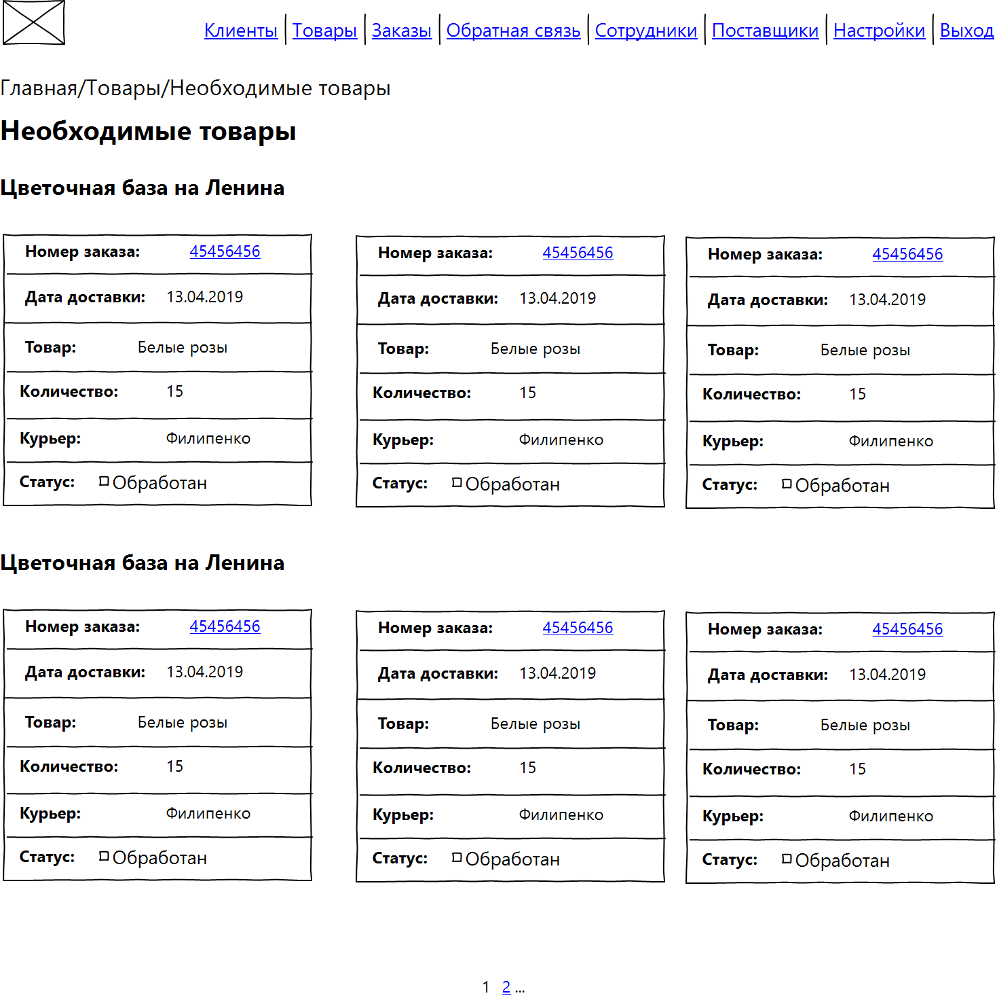 Клиенты Товары Заказы Обратная связь Сотрудники Поставщики Настройки Выход
Главная/Товары/Необходимые товары
Необходимые товары
Цветочная база на Ленина
Номер заказа: 45456456
Дата доставки: 13.04.2019
Товар: Белые розы
Количество: 15
Курьер: Филипенко
Статус: Обработан
Номер заказа: 45456456
Дата доставки: 13.04.2019
Товар: Белые розы
Количество: 15
Курьер: Филипенко
Статус: Обработан
Номер заказа: 45456456
Дата доставки: 13.04.2019
Товар: Белые розы
Количество: 15
Курьер: Филипенко
Статус: Обработан
Цветочная база на Ленина
Номер заказа: 45456456
Дата доставки: 13.04.2019
Товар: Белые розы
Количество: 15
Курьер: Филипенко
Статус: Обработан
Номер заказа: 45456456
Дата доставки: 13.04.2019
Товар: Белые розы
Количество: 15
Курьер: Филипенко
Статус: Обработан
Номер заказа: 45456456
Дата доставки: 13.04.2019
Товар: Белые розы
Количество: 15
Курьер: Филипенко
Статус: Обработан
1 2 ...